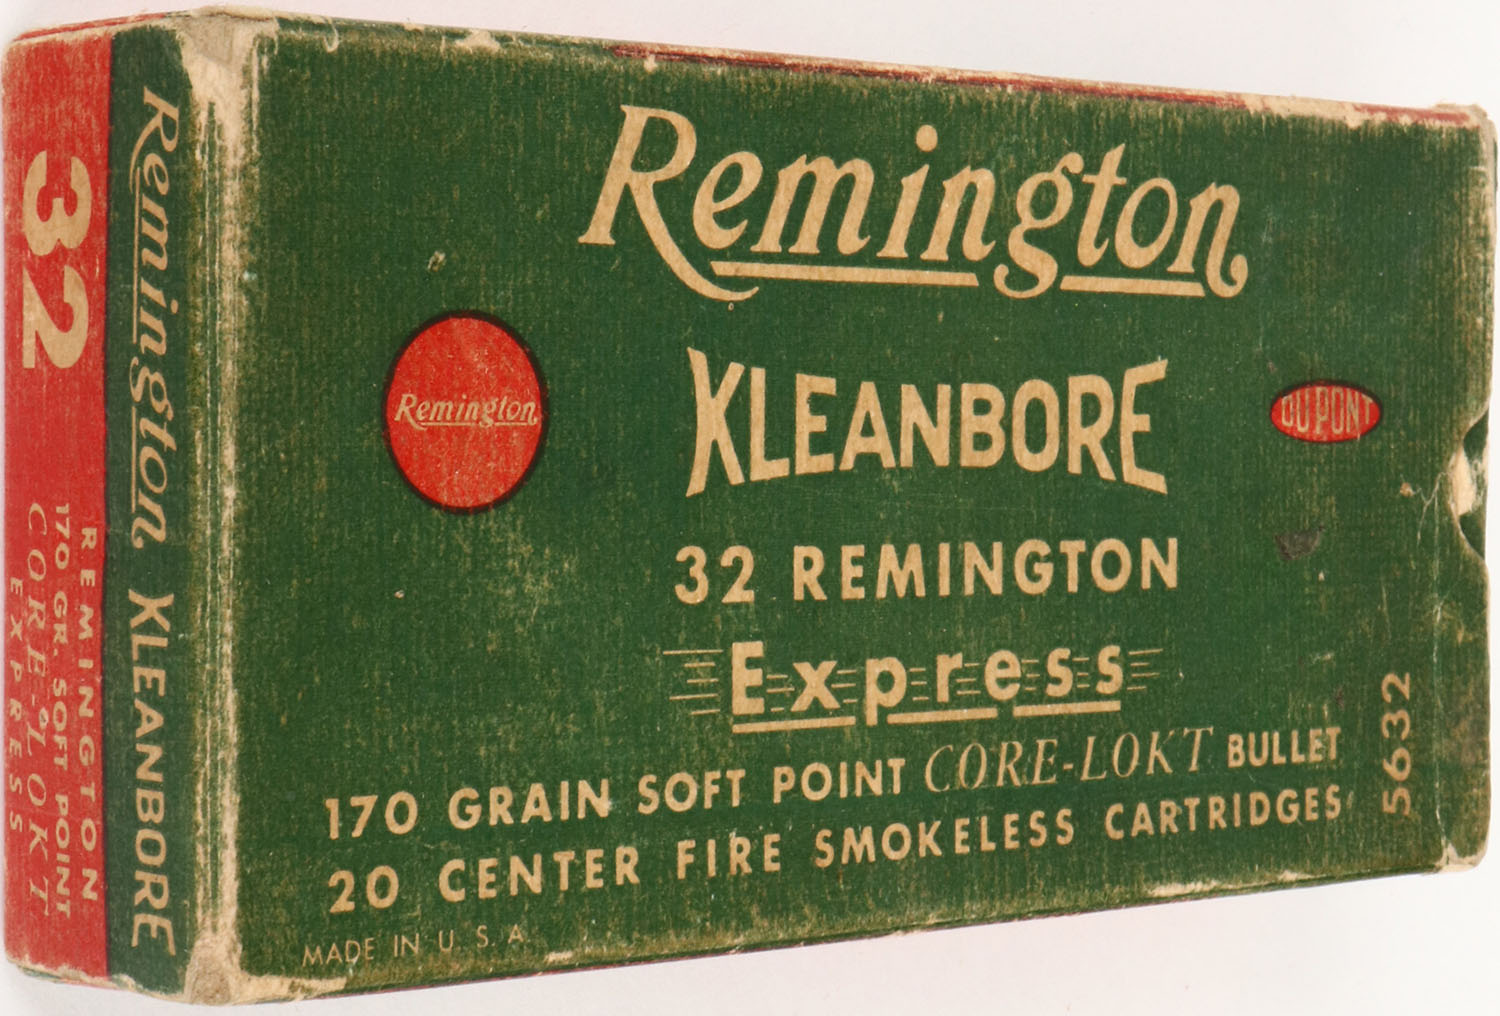 Remington
KLEANBORE
Remington
DU PONT
32 REMINGTON
Express
170 GRAIN SOFT POINT CORE-LOKT BULLET
20 CENTER FIRE SMOKELESS CARTRIDGES
MADE IN U. S. A.
5632
Remington KLEANBORE
32
REMINGTON
170 GR. SOFT POINT
CORE-LOKT
EXPRESS